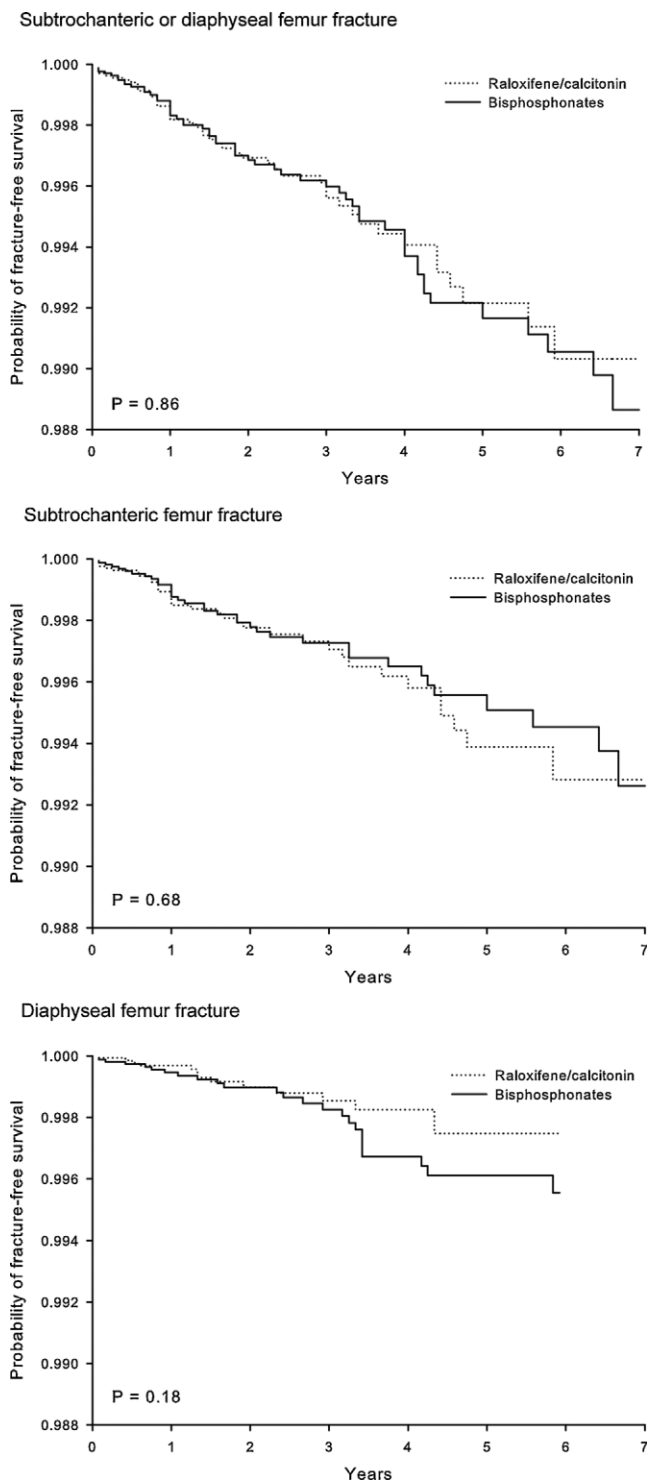 Subtrochanteric or diaphyseal femur fracture
1.000
0.998
0.996
0.994
0.992
0.990
0.988
Probability of fracture-free survival
Raloxifene/calcitonin
Bisphosphonates
P = 0.86
0 1 2 3 4 5 6 7
Years
Subtrochanteric femur fracture
1.000
0.998
0.996
0.994
0.992
0.990
0.988
Probability of fracture-free survival
Raloxifene/calcitonin
Bisphosphonates
P = 0.68
0 1 2 3 4 5 6 7
Years
Diaphyseal femur fracture
1.000
0.998
0.996
0.994
0.992
0.990
0.988
Probability of fracture-free survival
Raloxifene/calcitonin
Bisphosphonates
P = 0.18
0 1 2 3 4 5 6 7
Years